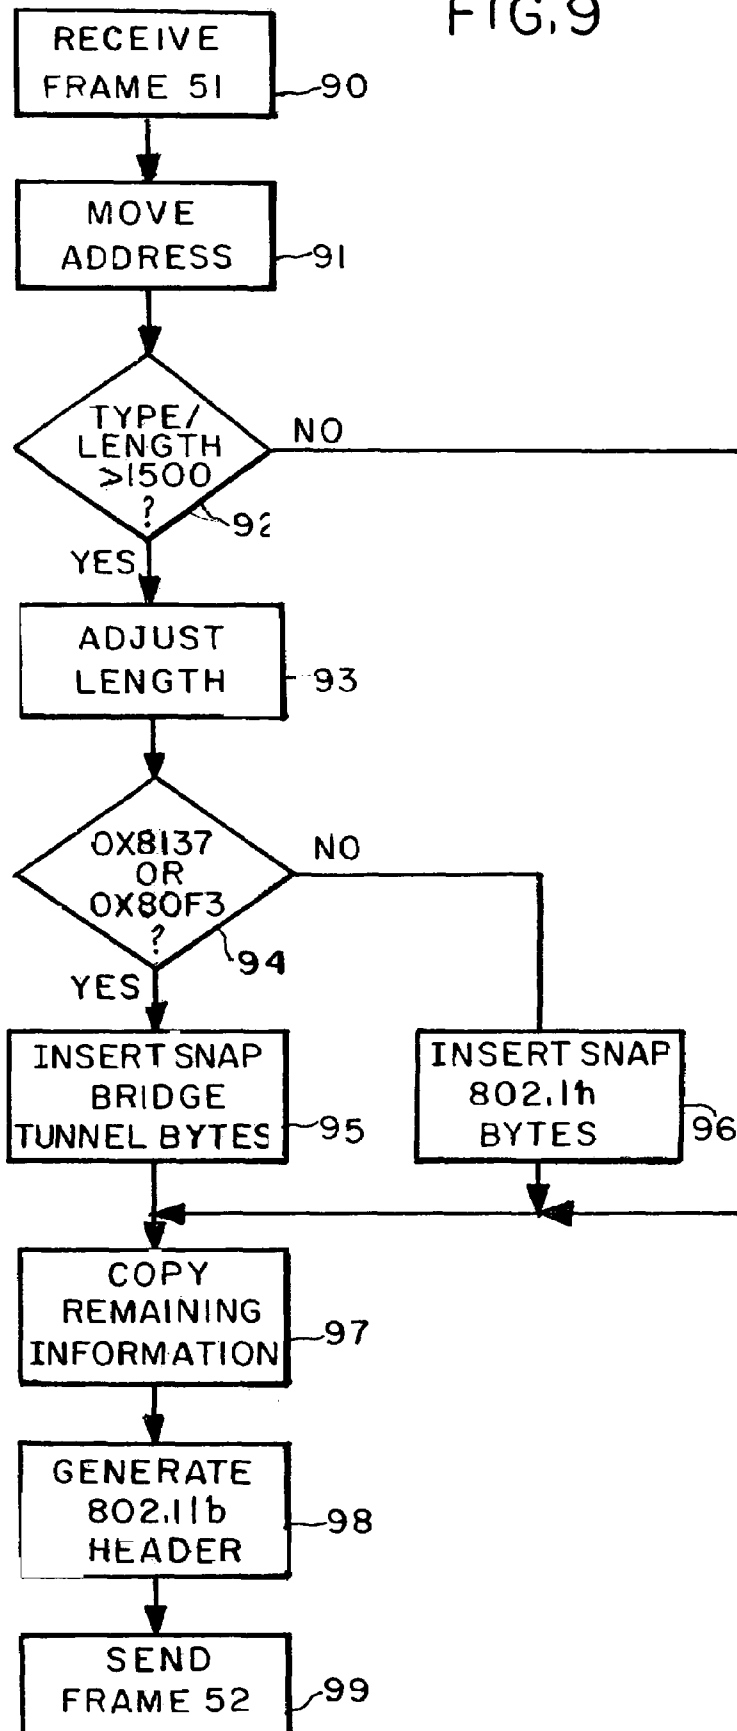 FIG.9
RECEIVE
FRAME 51
90
MOVE
ADDRESS
91
TYPE/
LENGTH
>1500
?
92
NO
YES
ADJUST
LENGTH
93
0X8137
OR
0X80F3
?
94
NO
YES
INSERT SNAP
BRIDGE
TUNNEL BYTES
95
INSERT SNAP
802.1h
BYTES
96
COPY
REMAINING
INFORMATION
97
GENERATE
802.11b
HEADER
98
SEND
FRAME 52
99